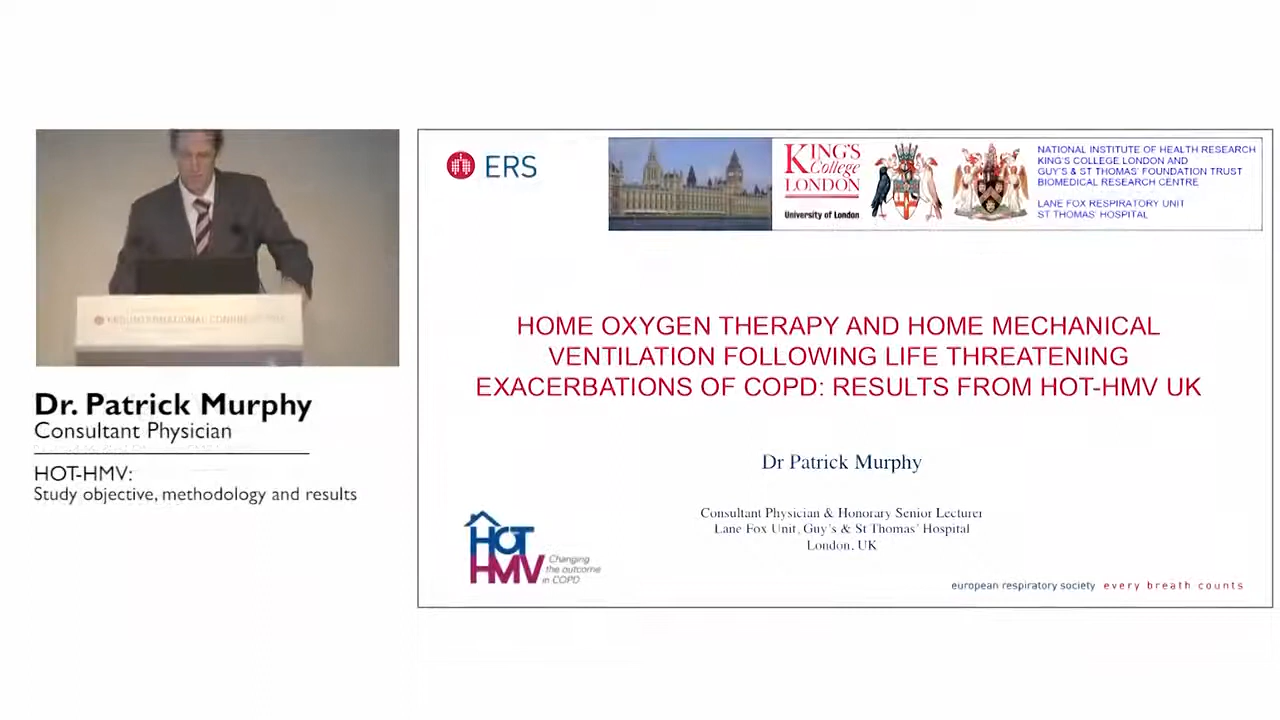 ERS INTERNATIONAL CONGRESS
Dr. Patrick Murphy
Consultant Physician
HOT-HMV:
Study objective, methodology and results
ERS
KING'S
College
LONDON
University of London
NATIONAL INSTITUTE OF HEALTH RESEARCH
KING'S COLLEGE LONDON AND
GUY'S & ST THOMAS' FOUNDATION TRUST
BIOMEDICAL RESEARCH CENTRE
LANE FOX RESPIRATORY UNIT
ST THOMAS' HOSPITAL
HOME OXYGEN THERAPY AND HOME MECHANICAL
VENTILATION FOLLOWING LIFE THREATENING
EXACERBATIONS OF COPD: RESULTS FROM HOT-HMV UK
Dr Patrick Murphy
Consultant Physician & Honorary Senior Lecturer
Lane Fox Unit, Guy's & St Thomas' Hospital
London, UK
HOT
HMV
Changing
the outcome
in COPD
european respiratory society every breath counts